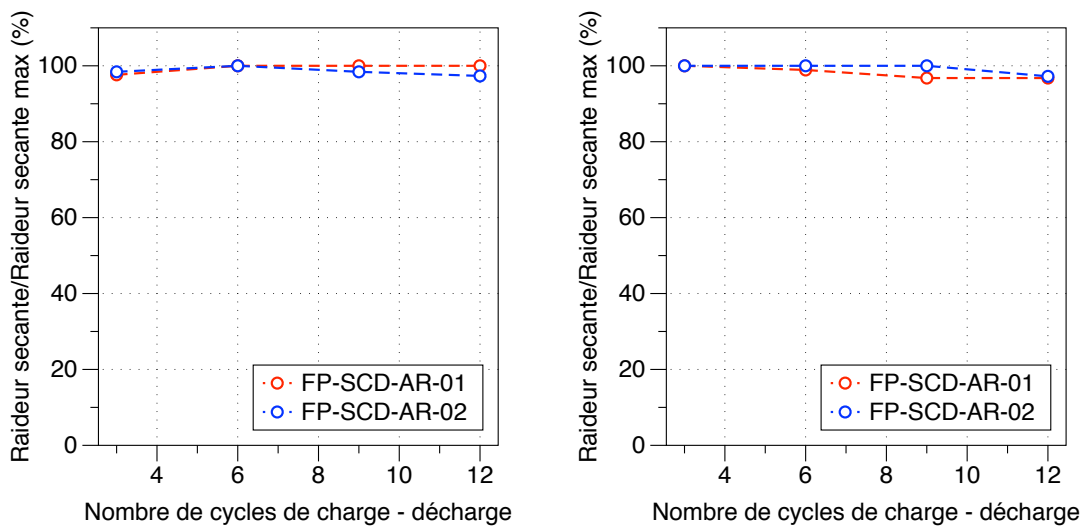 Raideur secante/Raideur secante max (%)
100
80
60
40
20
0
4 6 8 10 12
FP-SCD-AR-01
FP-SCD-AR-02
Nombre de cycles de charge - décharge
Raideur secante/Raideur secante max (%)
100
80
60
40
20
0
4 6 8 10 12
FP-SCD-AR-01
FP-SCD-AR-02
Nombre de cycles de charge - décharge